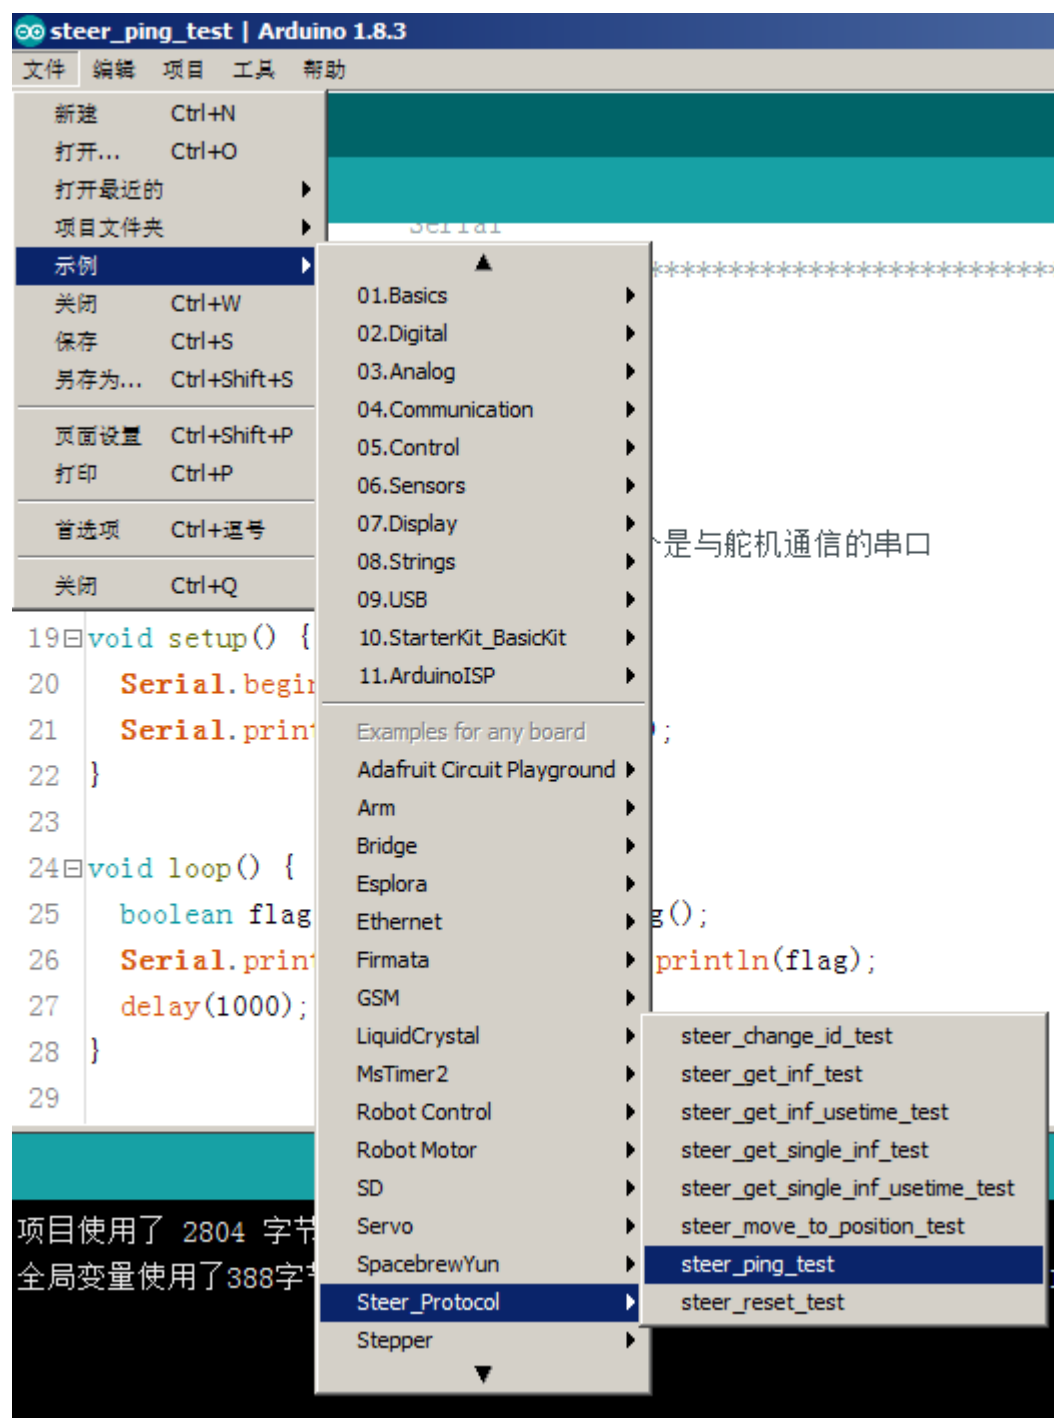 steer_ping_test | Arduino 1.8.3
文件 编辑 项目 工具 帮助
新建 Ctrl+N
打开... Ctrl+O
打开最近的
项目文件夹
示例
关闭 Ctrl+W
保存 Ctrl+S
另存为... Ctrl+Shift+S
页面设置 Ctrl+Shift+P
打印 Ctrl+P
首选项 Ctrl+逗号
关闭 Ctrl+Q
Serial
****************************
01.Basics
02.Digital
03.Analog
04.Communication
05.Control
06.Sensors
07.Display
08.Strings
09.USB
10.StarterKit_BasicKit
11.ArduinoISP
Examples for any board
Adafruit Circuit Playground
Arm
Bridge
Esplora
Ethernet
Firmata
GSM
LiquidCrystal
MsTimer2
Robot Control
Robot Motor
SD
Servo
SpacebrewYun
Steer_Protocol
Stepper
steer_change_id_test
steer_get_inf_test
steer_get_inf_usetime_test
steer_get_single_inf_test
steer_get_single_inf_usetime_test
steer_move_to_position_test
steer_ping_test
steer_reset_test
是与舵机通信的串口
19 void setup() {
20 Serial.begin
21 Serial.print );
22 }
23
24 void loop() {
25 boolean flag g();
26 Serial.print println(flag);
27 delay(1000);
28 }
29
项目使用了 2804 字节
全局变量使用了388字节